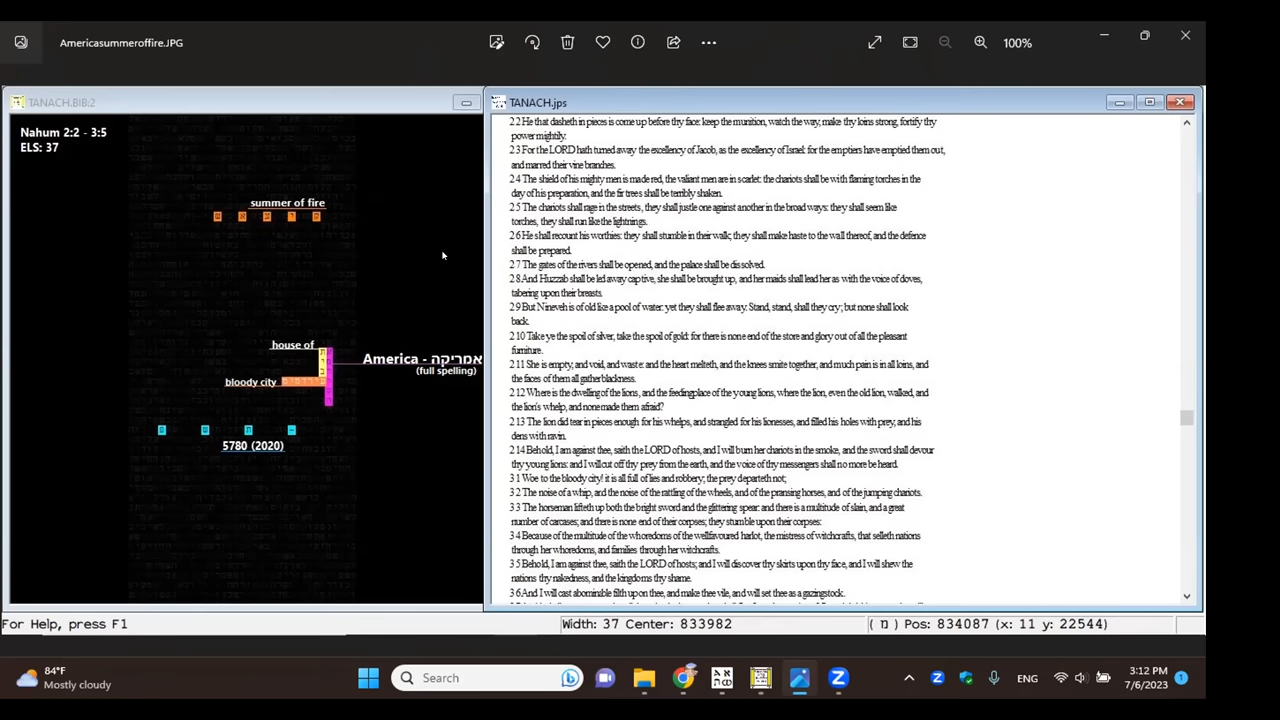 Americasummeroffire.JPG
100%
TANACH.BIB:2
TANACH.jps
Nahum 2:2 - 3:5
ELS: 37
summer of fire
house of
America - אמריקה
(full spelling)
bloody city
5780 (2020)
2 2 He that dasheth in pieces is come up before thy face: keep the munition, watch the way, make thy loins strong, fortify thy
power mightily.
2 3 For the LORD hath turned away the excellency of Jacob, as the excellency of Israel: for the emptiers have emptied them out,
and marred their vine branches.
2 4 The shield of his mighty men is made red, the valiant men are in scarlet: the chariots shall be with flaming torches in the
day of his preparation, and the fir trees shall be terribly shaken.
2 5 The chariots shall rage in the streets, they shall justle one against another in the broad ways: they shall seem like
torches, they shall run like the lightnings.
2 6 He shall recount his worthies: they shall stumble in their walk; they shall make haste to the wall thereof, and the defence
shall be prepared.
2 7 The gates of the rivers shall be opened, and the palace shall be dissolved.
2 8 And Huzzab shall be led away captive, she shall be brought up, and her maids shall lead her as with the voice of doves,
tabering upon their breasts.
2 9 But Nineveh is of old like a pool of water: yet they shall flee away. Stand, stand, shall they cry; but none shall look
back.
2 10 Take ye the spoil of silver, take the spoil of gold: for there is none end of the store and glory out of all the pleasant
furniture.
2 11 She is empty, and void, and waste: and the heart melteth, and the knees smite together, and much pain is in all loins, and
the faces of them all gather blackness.
2 12 Where is the dwelling of the lions, and the feedingplace of the young lions, where the lion, even the old lion, walked, and
the lion's whelp, and none made them afraid?
2 13 The lion did tear in pieces enough for his whelps, and strangled for his lionesses, and filled his holes with prey, and his
dens with ravin.
2 14 Behold, I am against thee, saith the LORD of hosts, and I will burn her chariots in the smoke, and the sword shall devour
thy young lions: and I will cut off thy prey from the earth, and the voice of thy messengers shall no more be heard.
3 1 Woe to the bloody city! it is all full of lies and robbery; the prey departeth not;
3 2 The noise of a whip, and the noise of the rattling of the wheels, and of the pransing horses, and of the jumping chariots.
3 3 The horseman lifteth up both the bright sword and the glittering spear: and there is a multitude of slain, and a great
number of carcases; and there is none end of their corpses; they stumble upon their corpses:
3 4 Because of the multitude of the whoredoms of the wellfavoured harlot, the mistress of witchcrafts, that selleth nations
through her whoredoms, and families through her witchcrafts.
3 5 Behold, I am against thee, saith the LORD of hosts; and I will discover thy skirts upon thy face, and I will shew the
nations thy nakedness, and the kingdoms thy shame.
3 6 And I will cast abominable filth upon thee, and make thee vile, and will set thee as a gazingstock.
For Help, press F1
Width: 37 Center: 833982
( מ ) Pos: 834087 (x: 11 y: 22544)
84°F
Mostly cloudy
Search
ENG
3:12 PM
7/6/2023
1